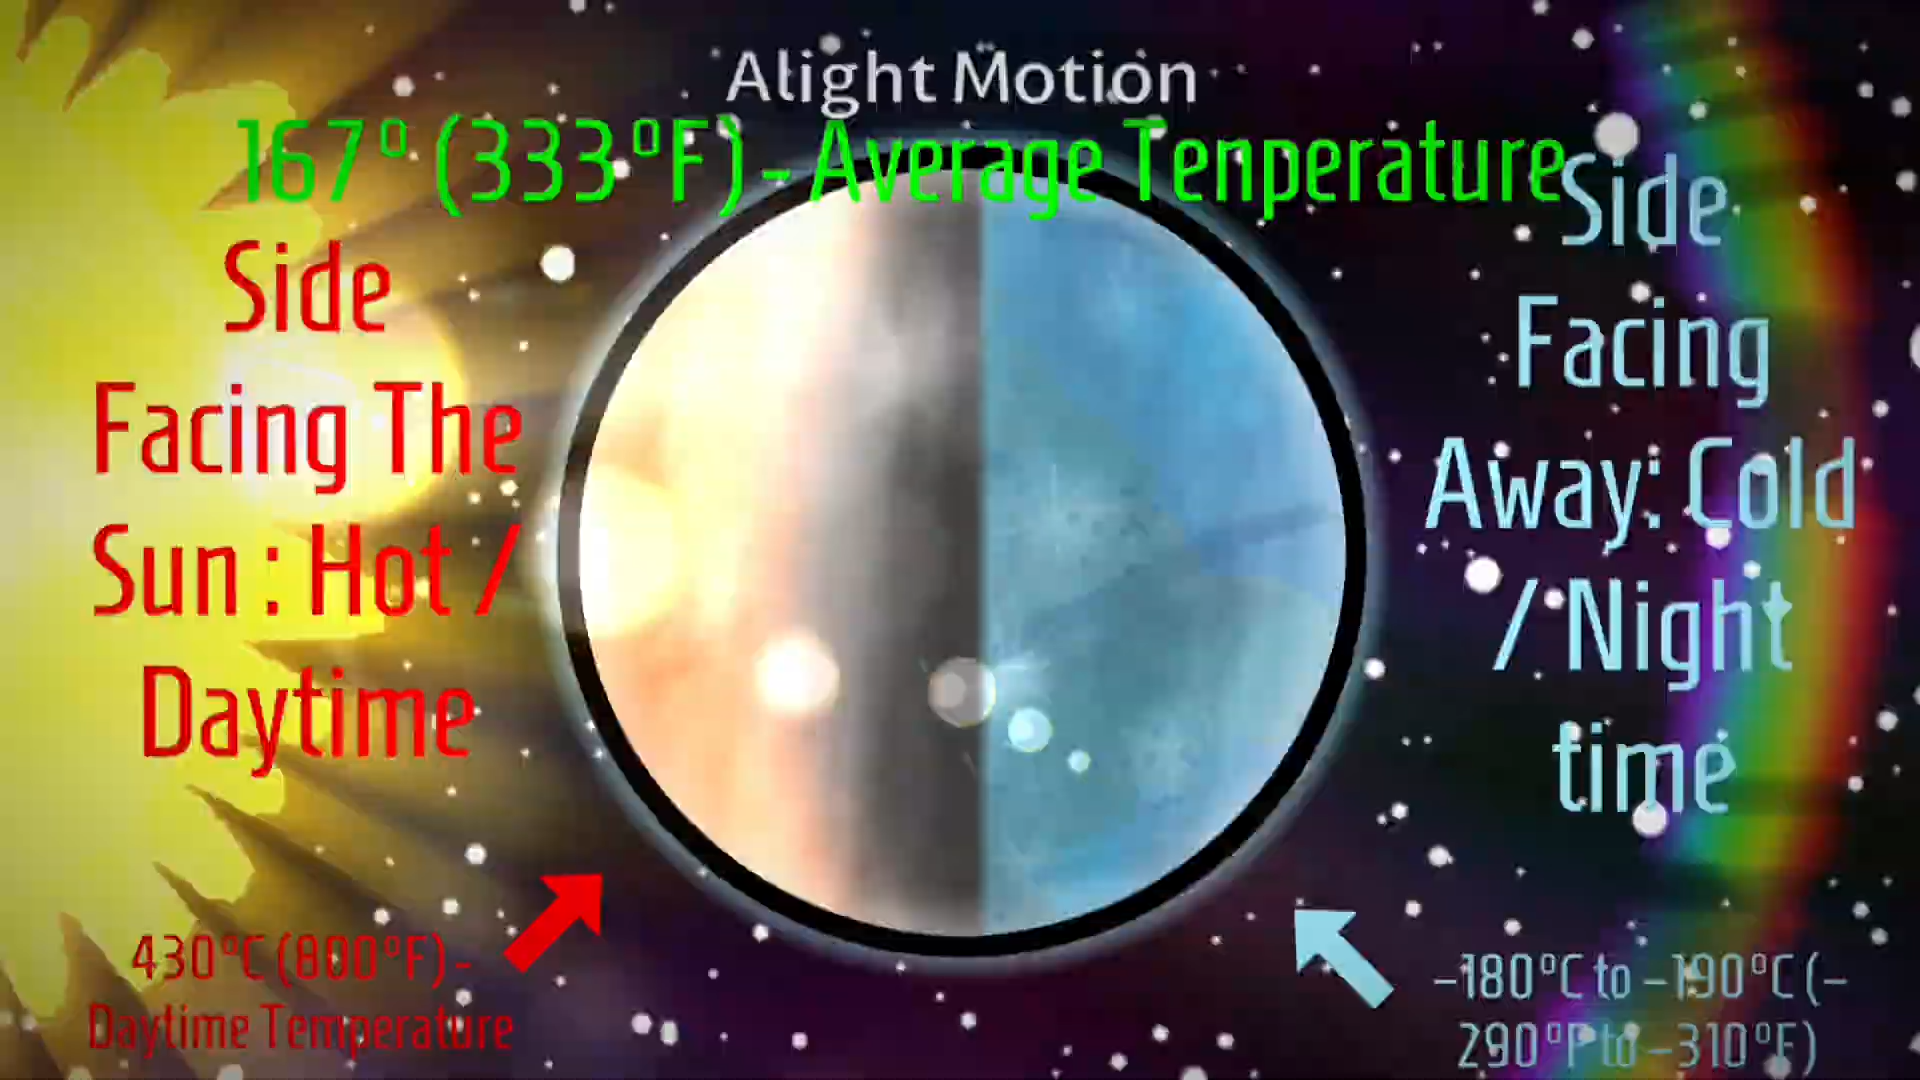 Alight Motion
167° (333°F) - Average Tenperature
Side
Facing The
Sun : Hot /
Daytime
430°C (800°F) -
Daytime Temperature
Side
Facing
Away: Cold
/ Night
time
-180°C to -190°C (-
290°F to -310°F)